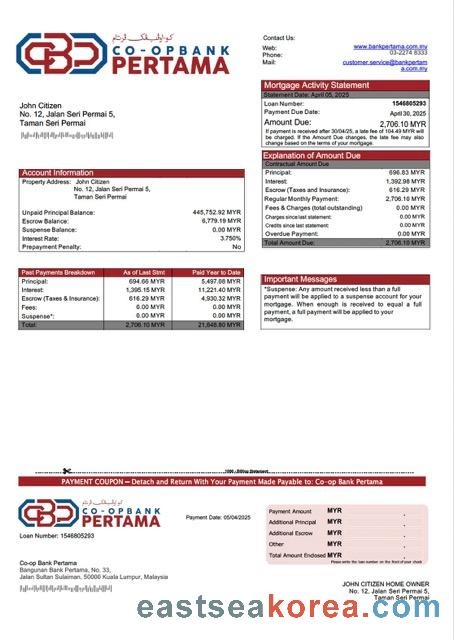 CO-OPBANK
PERTAMA
Contact Us:
Web: www.bankpertama.com.my
Phone: 03-2274 8333
Mail: customer.service@bankpertam
a.com.my
John Citizen
No. 12, Jalan Seri Permai 5,
Taman Seri Permai
Mortgage Activity Statement
Statement Date: April 05, 2025
Loan Number: 1546805293
Payment Due Date: April 30, 2025
Amount Due: 2,706.10 MYR
If payment is received after 30/04/25, a late fee of 104.49 MYR will
be charged. If the Amount Changes, the late fee may also
change based on the terms of your mortgage.
Explanation of Amount Due
Contractual Amount Due
Principal: 696.83 MYR
Interest: 1,392.98 MYR
Escrow (Taxes and Insurance): 616.29 MYR
Regular Monthly Payment: 2,706.10 MYR
Fees & Charges (total outstanding) 0.00 MYR
Charges since last statement: 0.00 MYR
Credits since last statement: 0.00 MYR
Overdue Payment: 0.00 MYR
Total Amount Due: 2,706.10 MYR
Account Information
Property Address: John Citizen
No. 12, Jalan Seri Permai 5,
Taman Seri Permai
Unpaid Principal Balance: 445,752.92 MYR
Escrow Balance: 6,779.19 MYR
Suspense Balance: 0.00 MYR
Interest Rate: 3.750%
Prepayment Penalty: No
Past Payments Breakdown As of Last Stmt Paid Year to Date
Principal: 694.66 MYR 5,497.08 MYR
Interest: 1,395.15 MYR 11,221.40 MYR
Escrow (Taxes & Insurance): 616.29 MYR 4,930.32 MYR
Fees: 0.00 MYR 0.00 MYR
Suspense*: 0.00 MYR 0.00 MYR
Total: 2,706.10 MYR 21,648.80 MYR
Important Messages
*Suspense: Any amount received less than a full
payment will be applied to a suspense account for your
mortgage. When enough is received to equal a full
payment, a full payment will be applied to your
mortgage.
PAYMENT COUPON – Detach and Return With Your Payment Made Payable to: Co-op Bank Pertama
CO-OPBANK
PERTAMA
Loan Number: 1546805293
Payment Date: 05/04/2025
Payment Amount MYR
Additional Principal MYR
Additional Escrow MYR
Other MYR
Total Amount Enclosed MYR
Please write the loan number on the front of your check
Co-op Bank Pertama
Bangunan Bank Pertama, No. 33,
Jalan Sultan Sulaiman, 50000 Kuala Lumpur, Malaysia
JOHN CITIZEN HOME OWNER
No. 12, Jalan Seri Permai 5,
Taman Seri Permai
eastseakorea.com